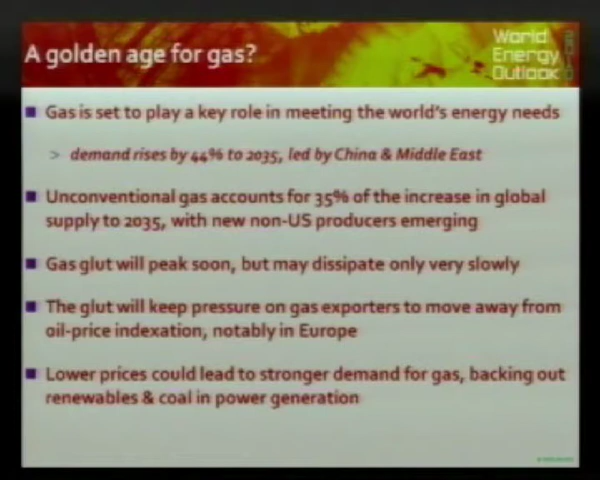 A golden age for gas?
World
Energy
Outlook
2010
Gas is set to play a key role in meeting the world's energy needs
> demand rises by 44% to 2035, led by China & Middle East
Unconventional gas accounts for 35% of the increase in global
supply to 2035, with new non-US producers emerging
Gas glut will peak soon, but may dissipate only very slowly
The glut will keep pressure on gas exporters to move away from
oil-price indexation, notably in Europe
Lower prices could lead to stronger demand for gas, backing out
renewables & coal in power generation